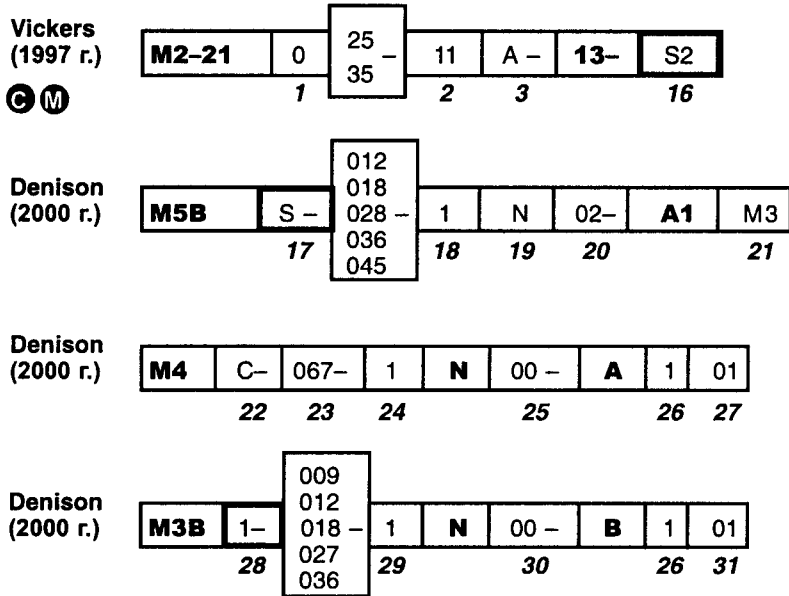 Vickers
(1997 г.)
C M
M2–21 0 25 35 – 11 A – 13– S2
1 2 3 16
Denison
(2000 г.)
M5B S – 012 018 028 – 036 045 1 N 02– A1 M3
17 18 19 20 21
Denison
(2000 г.)
M4 C– 067– 1 N 00 – A 1 01
22 23 24 25 26 27
Denison
(2000 г.)
M3B 1– 009 012 018 – 027 036 1 N 00 – B 1 01
28 29 30 26 31